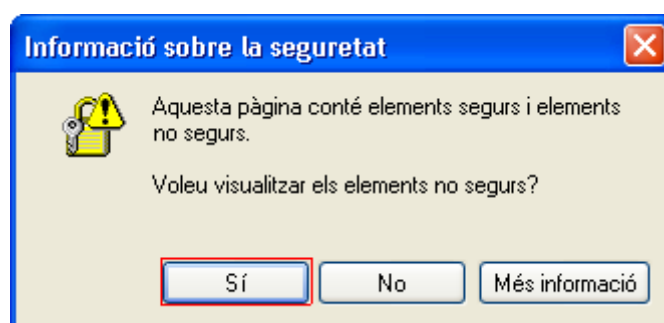 Informació sobre la seguretat
Aquesta pàgina conté elements segurs i elements
no segurs.
Voleu visualitzar els elements no segurs?
Sí
No
Més informació